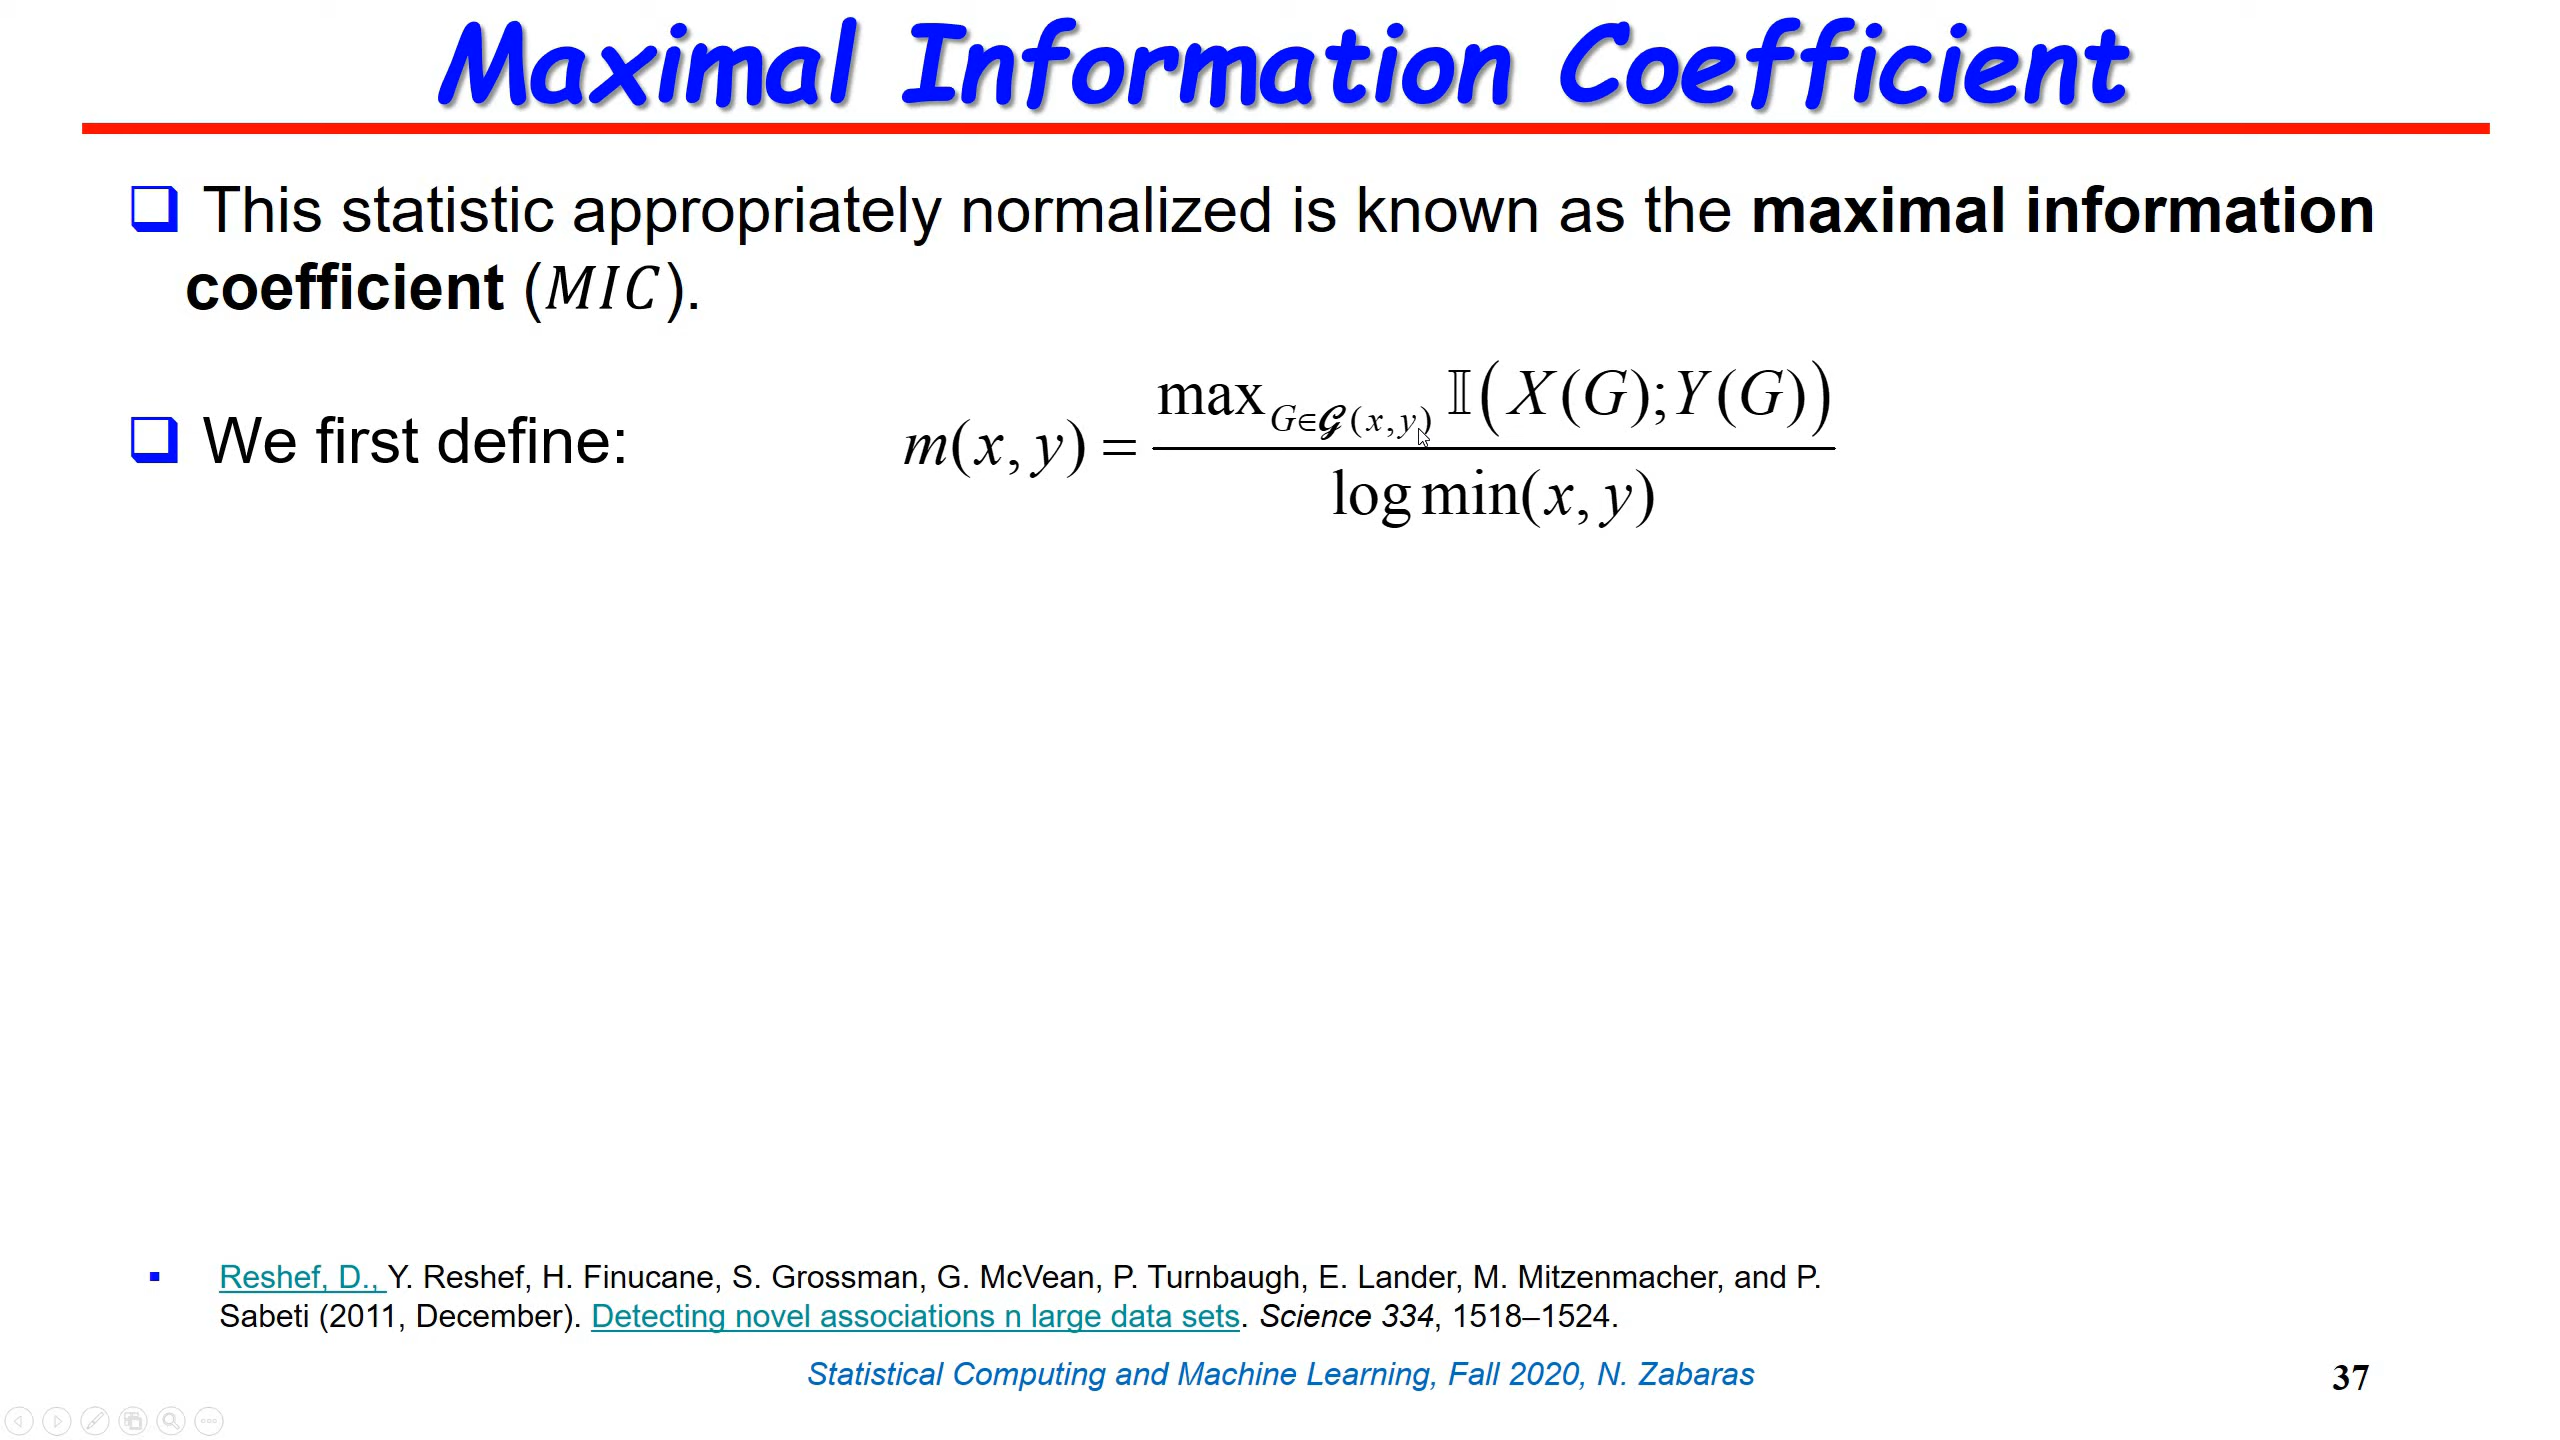 Maximal Information Coefficient
❑ This statistic appropriately normalized is known as the maximal information
coefficient (𝑀𝐼𝐶).
❑ We first define: m(x, y) = max_{G∈𝒢(x,y)} 𝕀(X(G);Y(G)) / log min(x, y)
▪ Reshef, D., Y. Reshef, H. Finucane, S. Grossman, G. McVean, P. Turnbaugh, E. Lander, M. Mitzenmacher, and P.
Sabeti (2011, December). Detecting novel associations n large data sets. Science 334, 1518–1524.
Statistical Computing and Machine Learning, Fall 2020, N. Zabaras
37